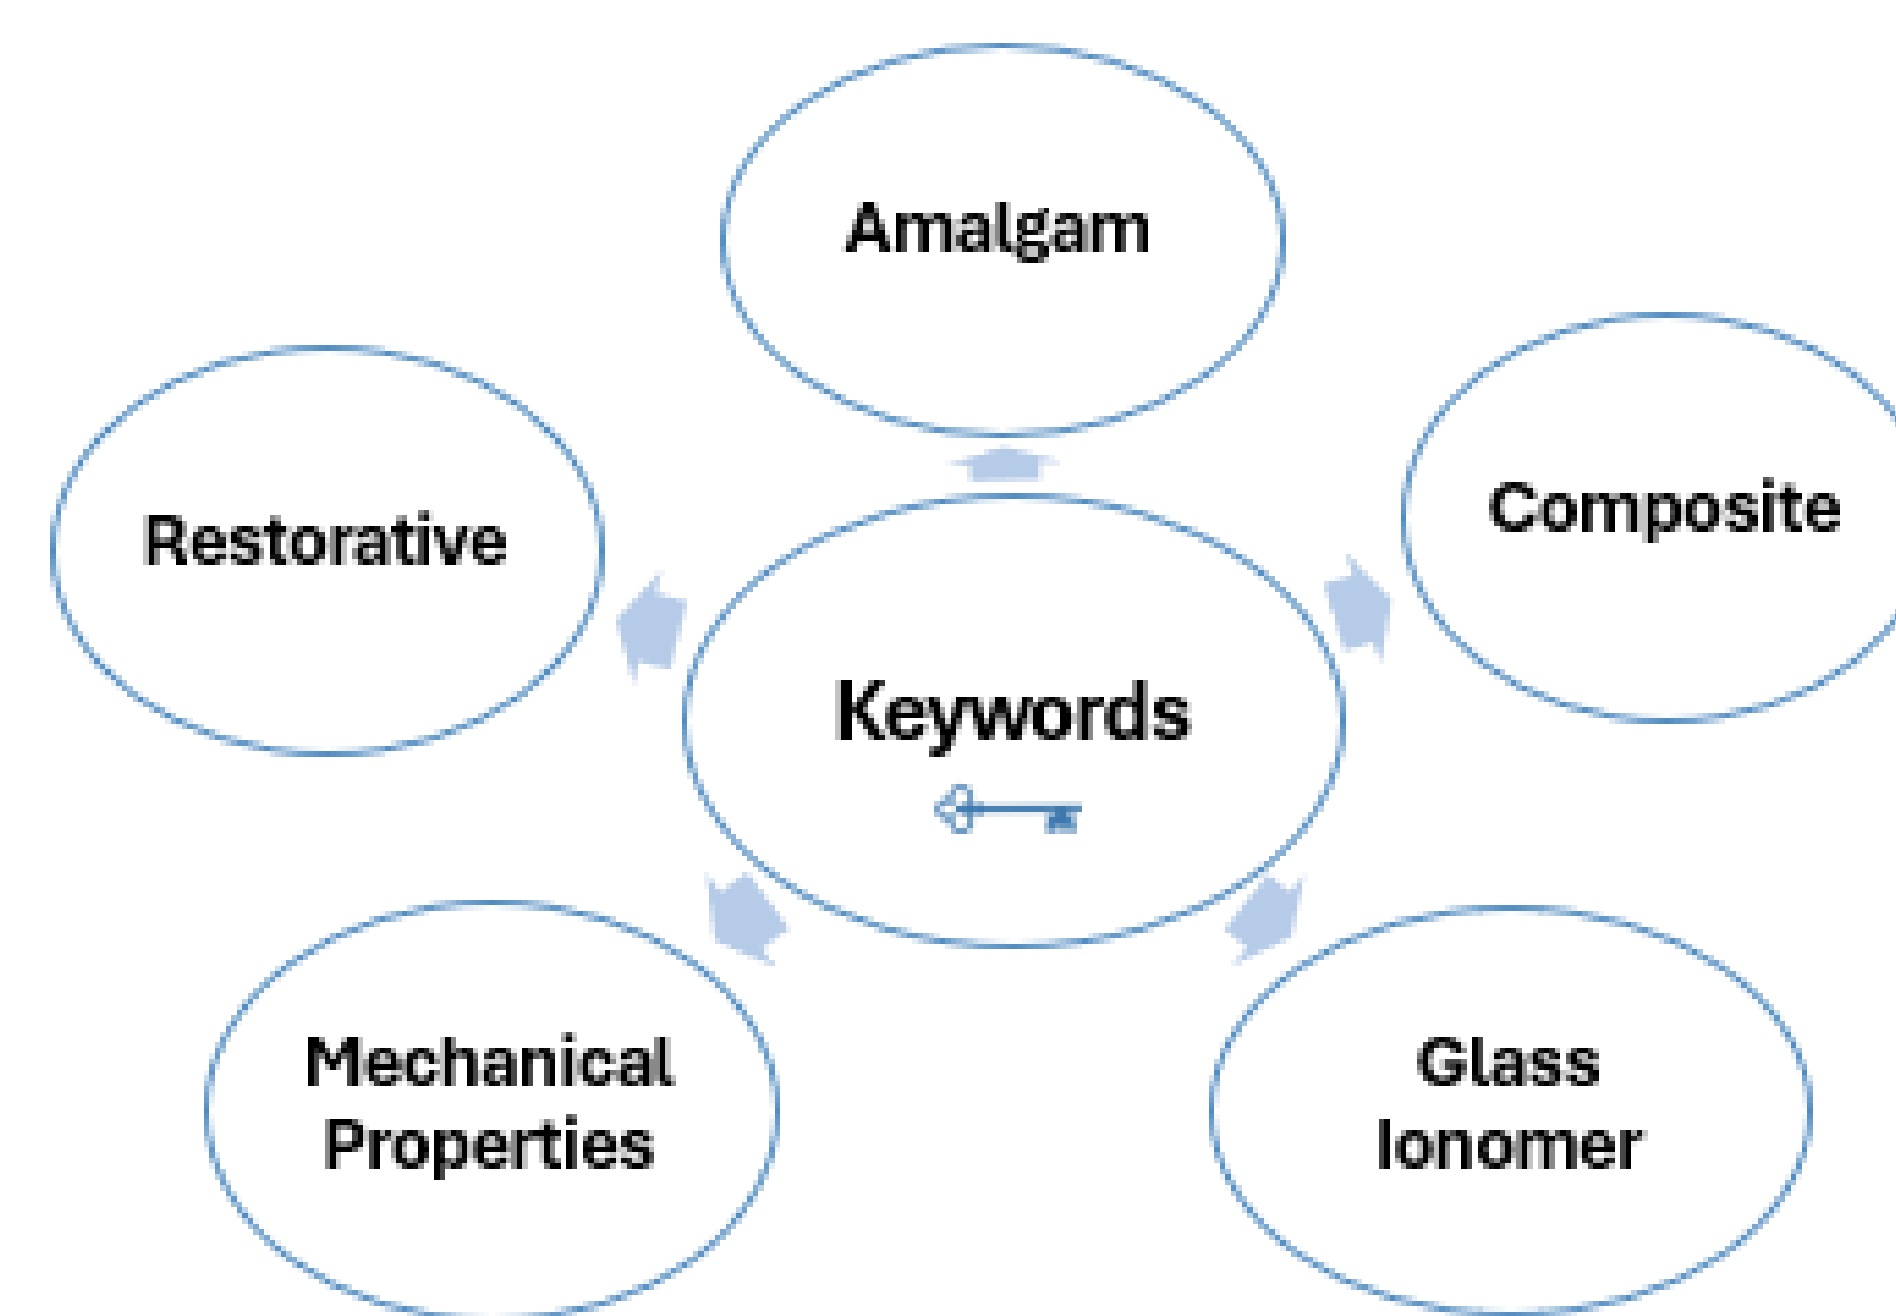 Amalgam
Composite
Restorative
Keywords
Mechanical
Properties
Glass
Ionomer